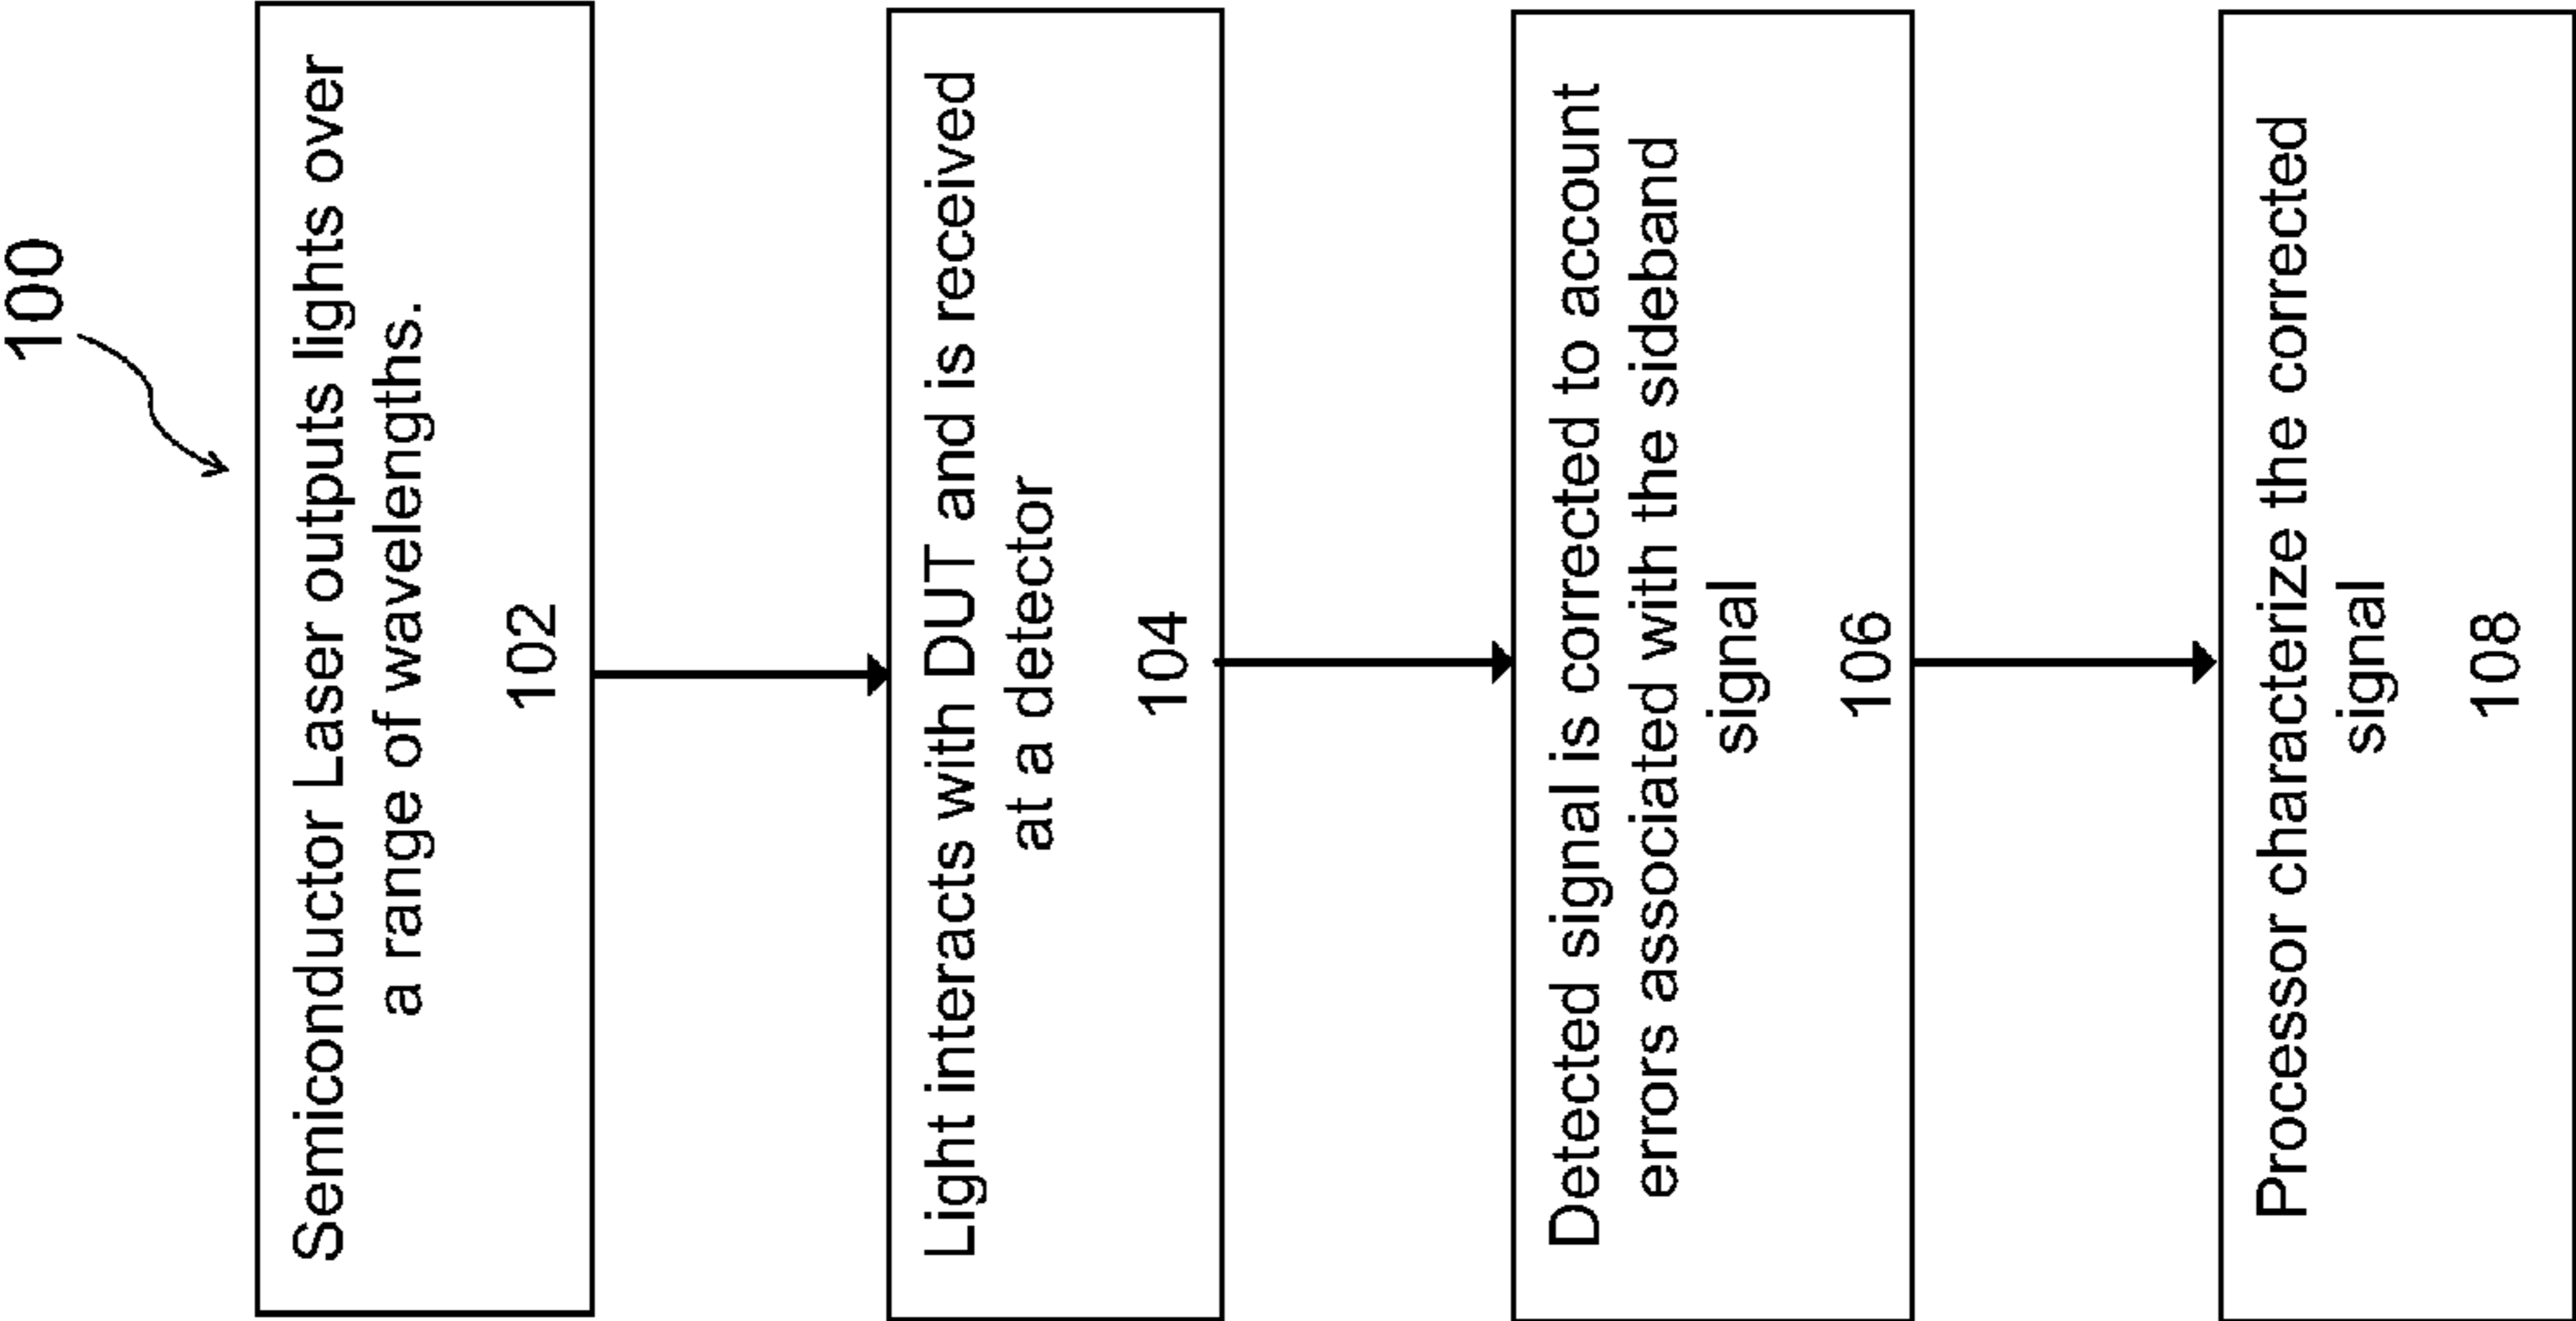 100
Semiconductor Laser outputs lights over
a range of wavelengths.
102
Light interacts with DUT and is received
at a detector
104
Detected signal is corrected to account
errors associated with the sideband
signal
106
Processor characterize the corrected
signal
108